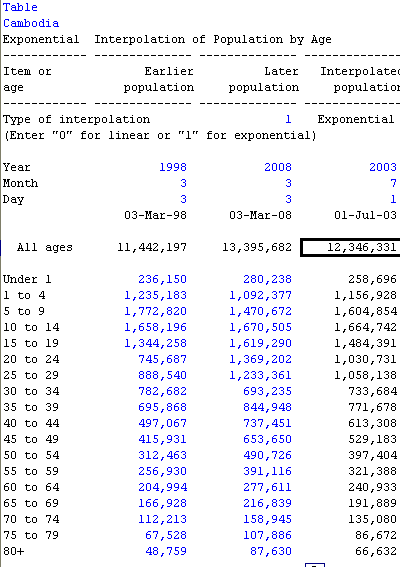 Table
Cambodia
Exponential Interpolation of Population by Age
Item or Earlier Later Interpolated
age population population population
Type of interpolation 1 Exponential
(Enter "0" for linear or "1" for exponential)
Year 1998 2008 2003
Month 3 3 7
Day 3 3 1
03-Mar-98 03-Mar-08 01-Jul-03
All ages 11,442,197 13,395,682 12,346,331
Under 1 236,150 280,238 258,696
1 to 4 1,235,183 1,092,377 1,156,928
5 to 9 1,772,820 1,470,672 1,604,854
10 to 14 1,658,196 1,670,505 1,664,742
15 to 19 1,344,258 1,619,290 1,484,391
20 to 24 745,687 1,369,202 1,030,731
25 to 29 888,540 1,233,361 1,058,138
30 to 34 782,682 693,235 733,684
35 to 39 695,868 844,948 771,678
40 to 44 497,067 737,451 613,308
45 to 49 415,931 653,650 529,183
50 to 54 312,463 490,726 397,404
55 to 59 256,930 391,116 321,388
60 to 64 204,994 277,611 240,933
65 to 69 166,928 216,839 191,889
70 to 74 112,213 158,945 135,080
75 to 79 67,528 107,886 86,672
80+ 48,759 87,630 66,632